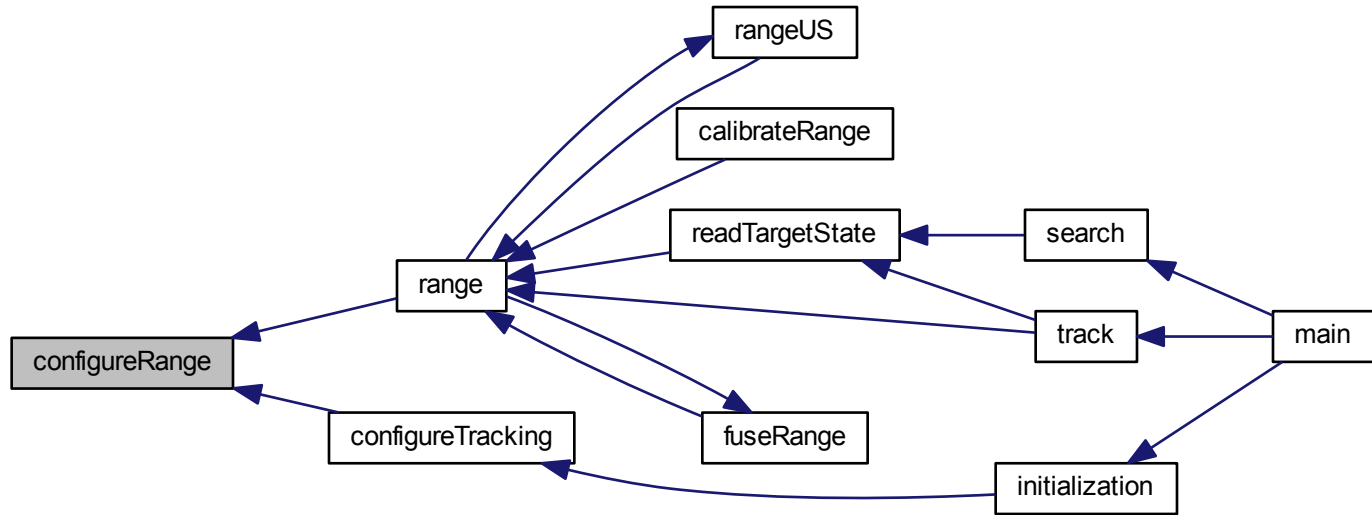 rangeUS
calibrateRange
readTargetState
search
range
track
main
configureRange
configureTracking
fuseRange
initialization